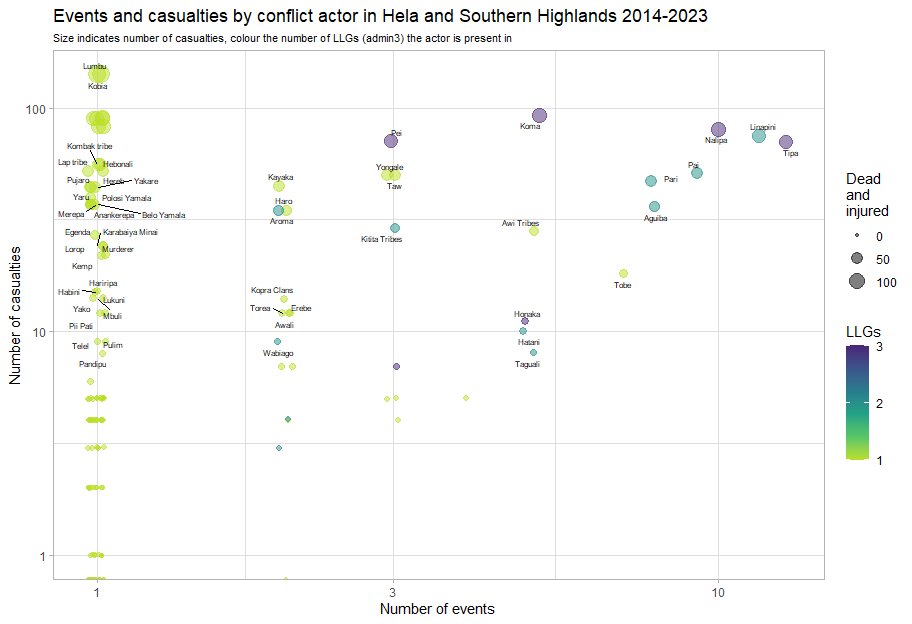 Events and casualties by conflict actor in Hela and Southern Highlands 2014-2023
Size indicates number of casualties, colour the number of LLGs (admin3) the actor is present in
Number of casualties
100
10
1
Lumbu
Kobia
Kombak tribe
Lap tribe
Hebonali
Pujaro
Hereb
Yakare
Yaru
Polosi Yamala
Merepa
Anankerepa
Belo Yamala
Egenda
Karabaiya Minai
Lorop
Murderer
Kemp
Hariripa
Habini
Lukuni
Yako
Mbuli
Pii Pati
Telel
Pulim
Pandipu
Kayaka
Haro
Aroma
Kopra Clans
Torea
Erebe
Awali
Wabiago
Pei
Yongale
Taw
Kitita Tribes
Koma
Awi Tribes
Honaka
Hatani
Taguali
Tobe
Pari
Aguiba
Pai
Nalipa
Linapini
Tipa
1
3
10
Number of events
Dead
and
injured
0
50
100
LLGs
3
2
1